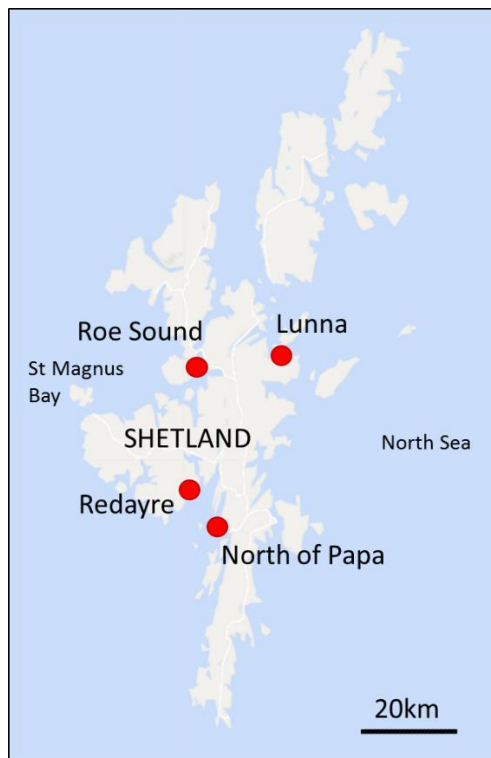 Roe Sound
Lunna
St Magnus
Bay
SHETLAND
North Sea
Redayre
North of Papa
20km